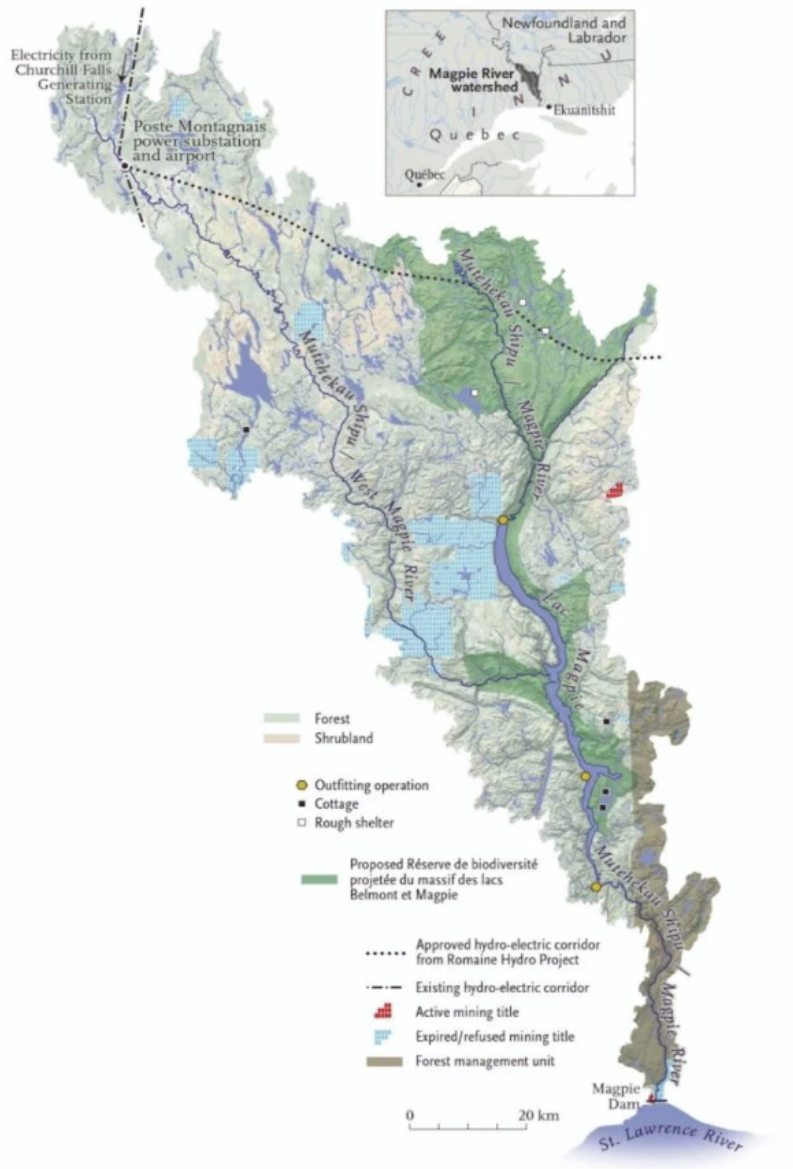 Electricity from
Churchill Falls
Generating
Station
Poste Montagnais
power substation
and airport
Newfoundland and
Labrador
CREE
INNU
Magpie River
watershed
Ekuanitshit
Quebec
Québec
Mutehekau Shipu / Magpie River
Mutehekau Shipu / West Magpie River
Lac Magpie
Forest
Shrubland
Outfitting operation
Cottage
Rough shelter
Proposed Réserve de biodiversité
projetée du massif des lacs
Belmont et Magpie
Mutehekau Shipu / Magpie River
Approved hydro-electric corridor
from Romaine Hydro Project
Existing hydro-electric corridor
Active mining title
Expired/refused mining title
Forest management unit
Magpie
Dam
0 20 km
St. Lawrence River